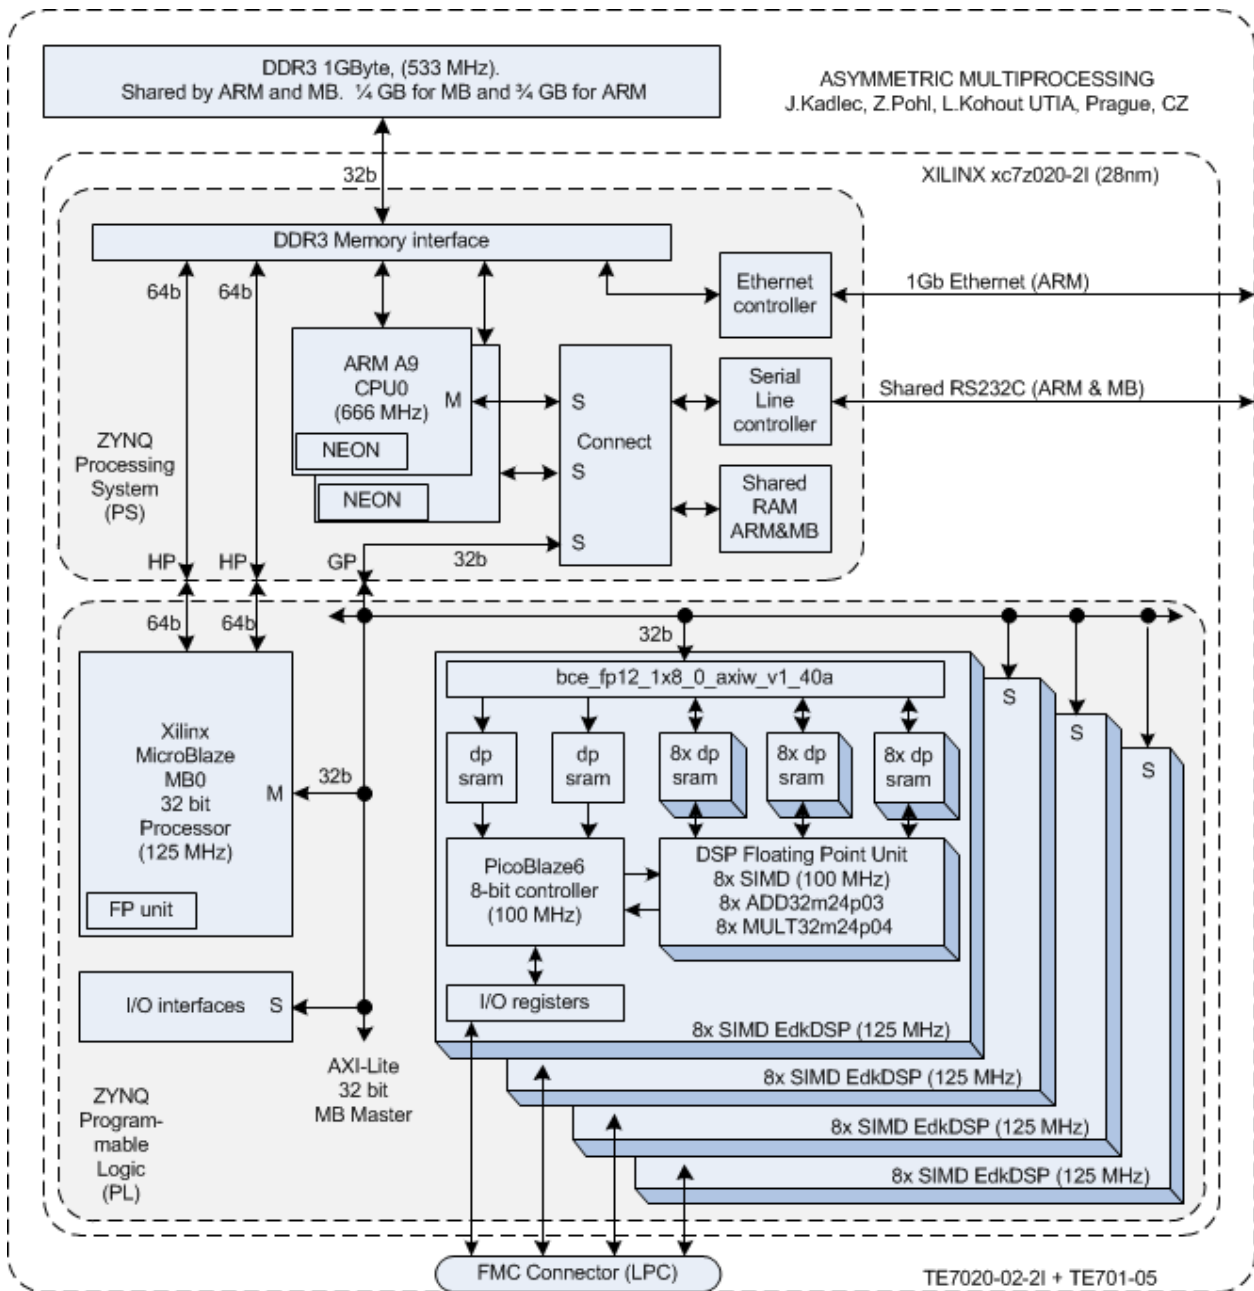 DDR3 1GByte, (533 MHz).
Shared by ARM and MB. ¼ GB for MB and ¾ GB for ARM
ASYMMETRIC MULTIPROCESSING
J.Kadlec, Z.Pohl, L.Kohout UTIA, Prague, CZ
32b
XILINX xc7z020-2I (28nm)
DDR3 Memory interface
64b
64b
Ethernet
controller
1Gb Ethernet (ARM)
ARM A9
CPU0
(666 MHz)
M
NEON
NEON
S
Connect
S
S
Serial
Line
controller
Shared RS232C (ARM & MB)
Shared
RAM
ARM&MB
ZYNQ
Processing
System
(PS)
HP
HP
GP
32b
64b
64b
32b
Xilinx
MicroBlaze
MB0
32 bit
Processor
(125 MHz)
M
FP unit
32b
I/O interfaces
S
AXI-Lite
32 bit
MB Master
ZYNQ
Program-
mable
Logic
(PL)
bce_fp12_1x8_0_axiw_v1_40a
dp
sram
dp
sram
8x dp
sram
8x dp
sram
8x dp
sram
PicoBlaze6
8-bit controller
(100 MHz)
DSP Floating Point Unit
8x SIMD (100 MHz)
8x ADD32m24p03
8x MULT32m24p04
I/O registers
8x SIMD EdkDSP (125 MHz)
S
8x SIMD EdkDSP (125 MHz)
S
8x SIMD EdkDSP (125 MHz)
S
8x SIMD EdkDSP (125 MHz)
FMC Connector (LPC)
TE7020-02-2I + TE701-05